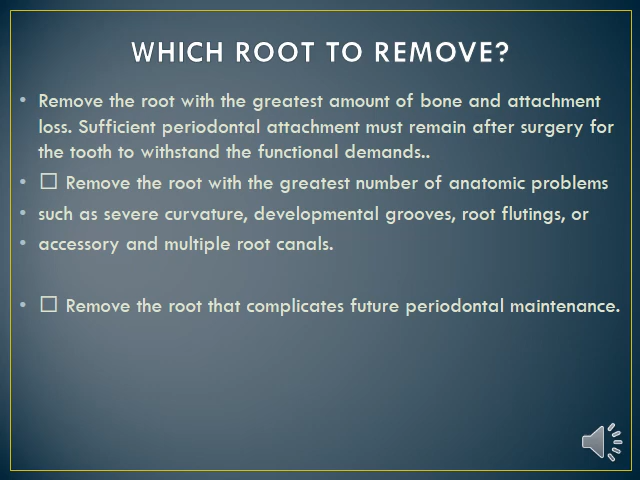 WHICH ROOT TO REMOVE?
• Remove the root with the greatest amount of bone and attachment
loss. Sufficient periodontal attachment must remain after surgery for
the tooth to withstand the functional demands..
• ☐ Remove the root with the greatest number of anatomic problems
• such as severe curvature, developmental grooves, root flutings, or
• accessory and multiple root canals.
• ☐ Remove the root that complicates future periodontal maintenance.